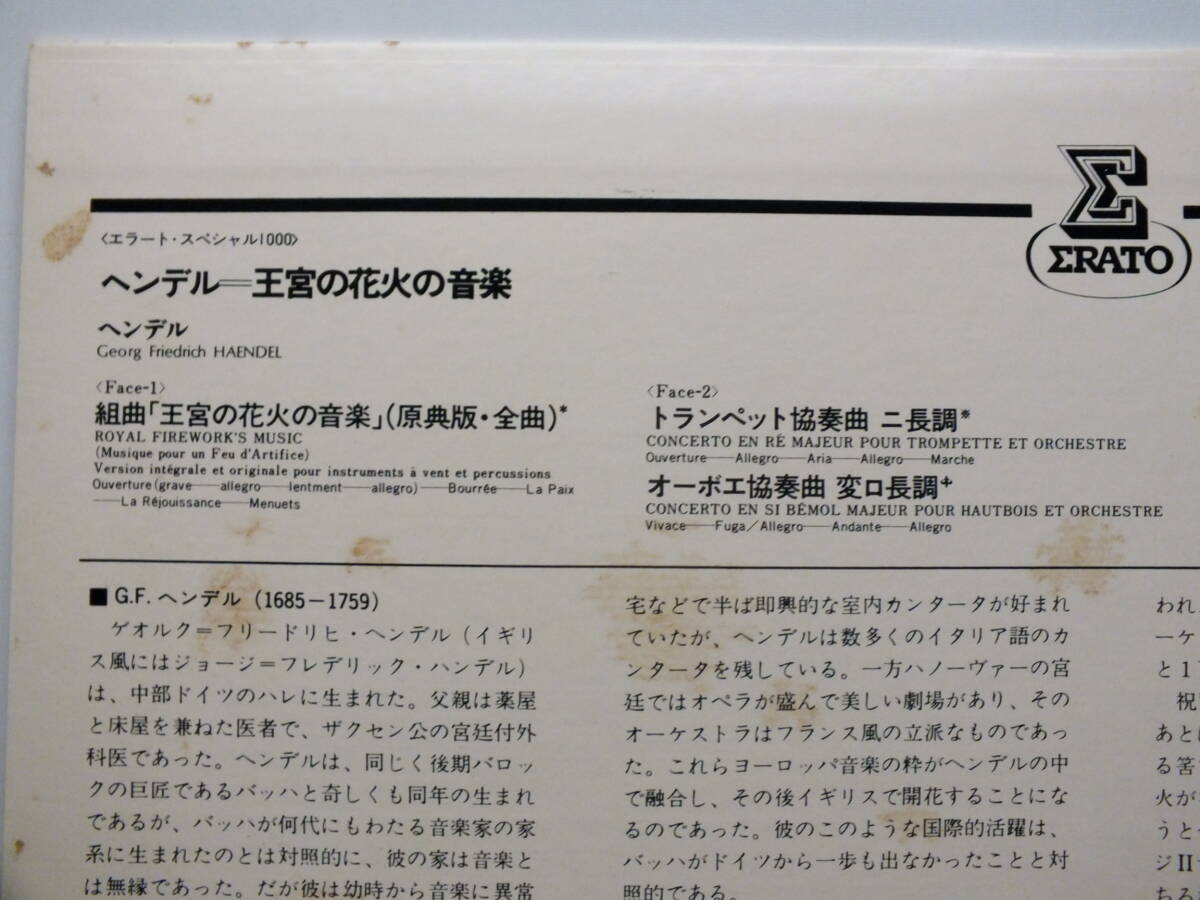 〈エラート・スペシャル1000〉
ΣRATO
ヘンデル＝王宮の花火の音楽
ヘンデル
Georg Friedrich HAENDEL
〈Face-1〉
組曲「王宮の花火の音楽」(原典版・全曲)*
ROYAL FIREWORK'S MUSIC
(Musique pour un Feu d'Artifice)
Version intégrale et originale pour instruments à vent et percussions
Ouverture (grave—allegro—lentment—allegro)—Bourrée—La Paix
—La Réjouissance—Menuets
〈Face-2〉
トランペット協奏曲 ニ長調※
CONCERTO EN RÉ MAJEUR POUR TROMPETTE ET ORCHESTRE
Ouverture—Allegro—Aria—Allegro—Marche
オーボエ協奏曲 変ロ長調+
CONCERTO EN SI BÉMOL MAJEUR POUR HAUTBOIS ET ORCHESTRE
Vivace—Fuga/Allegro—Andante—Allegro
■G.F. ヘンデル (1685−1759)
ゲオルク＝フリードリヒ・ヘンデル（イギリ
ス風にはジョージ＝フレデリック・ハンデル）
は、中部ドイツのハレに生まれた。父親は薬屋
と床屋を兼ねた医者で、ザクセン公の宮廷付外
科医であった。ヘンデルは、同じく後期バロッ
クの巨匠であるバッハと奇しくも同年の生まれ
であるが、バッハが何代にもわたる音楽家の家
系に生まれたのとは対照的に、彼の家は音楽と
は無縁であった。だが彼は幼時から音楽に異常
宅などで半ば即興的な室内カンタータが好まれ
ていたが、ヘンデルは数多くのイタリア語のカ
ンタータを残している。一方ハノーヴァーの宮
廷ではオペラが盛んで美しい劇場があり、その
オーケストラはフランス風の立派なものであっ
た。これらヨーロッパ音楽の粋がヘンデルの中
で融合し、その後イギリスで開花することにな
るのであった。彼のこのような国際的活躍は、
バッハがドイツから一歩も出なかったことと対
照的である。
われ
ーケ
と1
祝
あと
る筈
火が
うと
ジII
ちろ